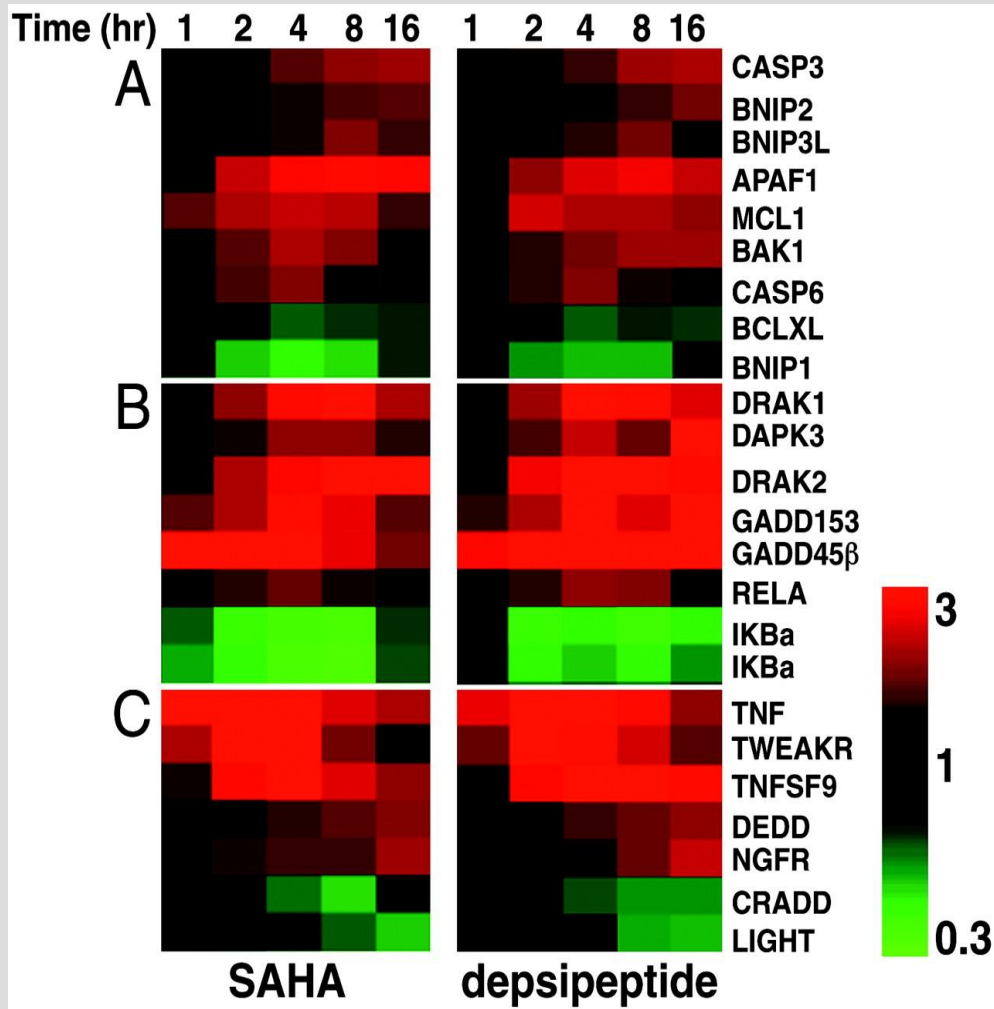 Time (hr) 1 2 4 8 16 1 2 4 8 16
A
CASP3
BNIP2
BNIP3L
APAF1
MCL1
BAK1
CASP6
BCLXL
BNIP1
B
DRAK1
DAPK3
DRAK2
GADD153
GADD45β
RELA
IKBa
IKBa
C
TNF
TWEAKR
TNFSF9
DEDD
NGFR
CRADD
LIGHT
3
1
0.3
SAHA depsipeptide